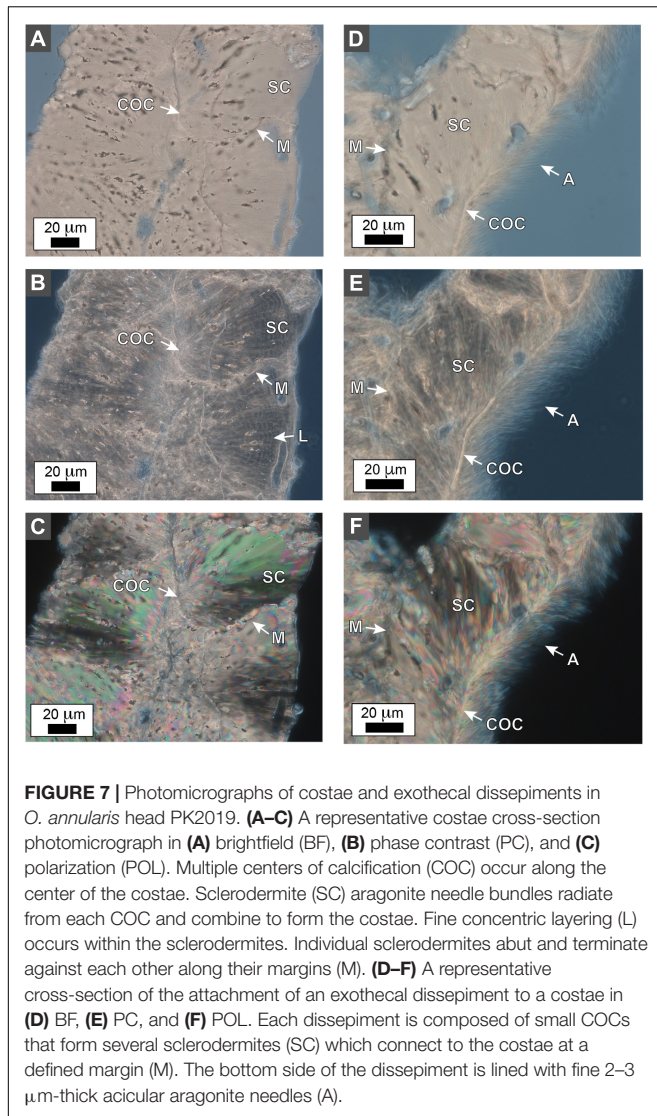 A
D
SC
COC
M
SC
M
A
COC
20 μm
20 μm
B
E
COC
SC
SC
M
M
A
L
COC
20 μm
20 μm
C
F
COC
SC
SC
M
M
A
COC
20 μm
20 μm
FIGURE 7 | Photomicrographs of costae and exothecal dissepiments in
O. annularis head PK2019. (A–C) A representative costae cross-section
photomicrograph in (A) brightfield (BF), (B) phase contrast (PC), and (C)
polarization (POL). Multiple centers of calcification (COC) occur along the
center of the costae. Sclerodermite (SC) aragonite needle bundles radiate
from each COC and combine to form the costae. Fine concentric layering (L)
occurs within the sclerodermites. Individual sclerodermites abut and terminate
against each other along their margins (M). (D–F) A representative
cross-section of the attachment of an exothecal dissepiment to a costae in
(D) BF, (E) PC, and (F) POL. Each dissepiment is composed of small COCs
that form several sclerodermites (SC) which connect to the costae at a
defined margin (M). The bottom side of the dissepiment is lined with fine 2–3
μm-thick acicular aragonite needles (A).